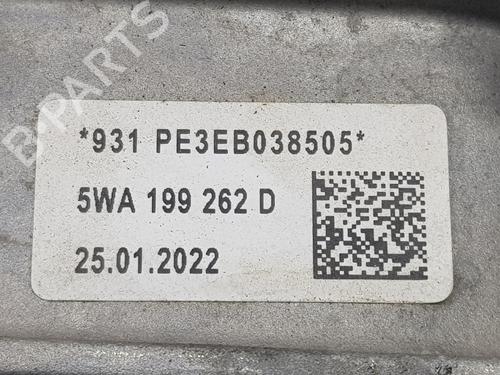 B-PARTS
*931 PE3EB038505*
5WA 199 262 D
25.01.2022